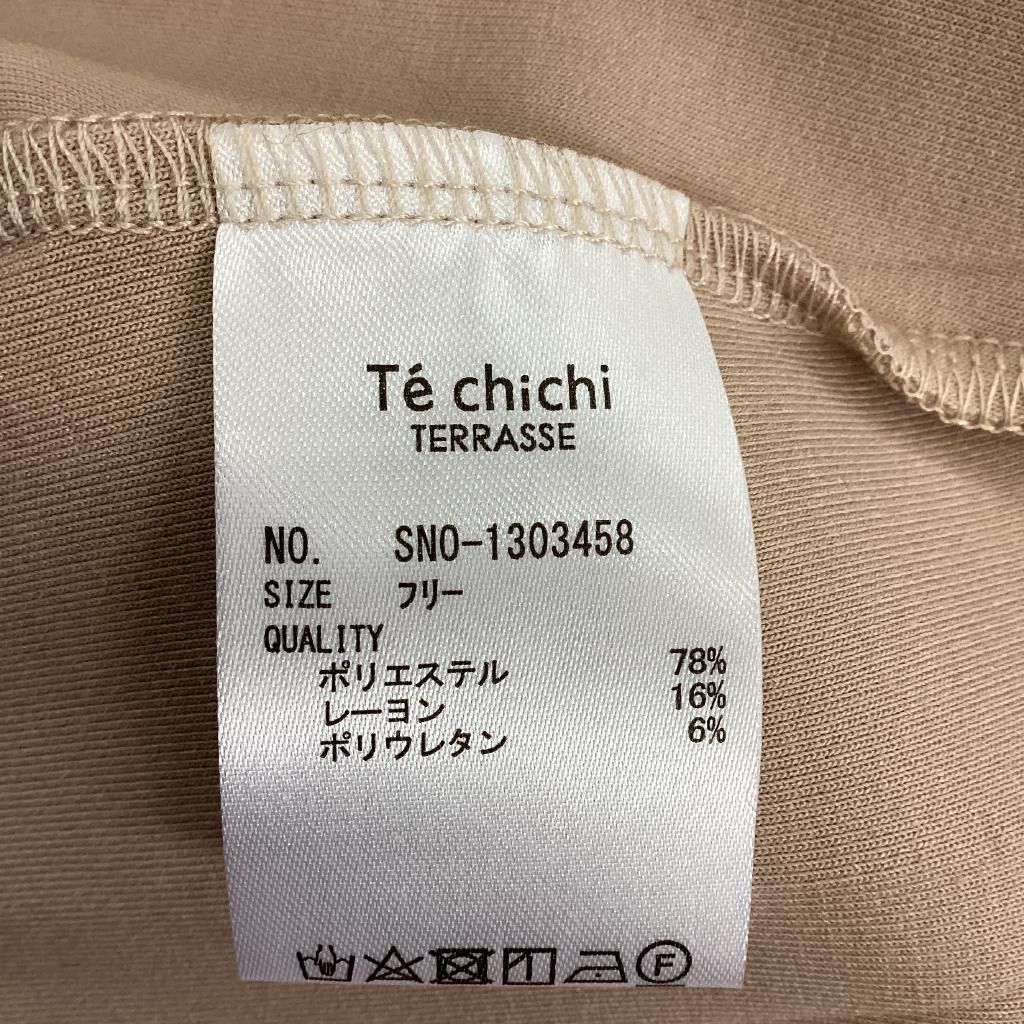 Té chichi
TERRASSE
NO. SNO-1303458
SIZE フリー
QUALITY
ポリエステル 78%
レーヨン 16%
ポリウレタン 6%
F